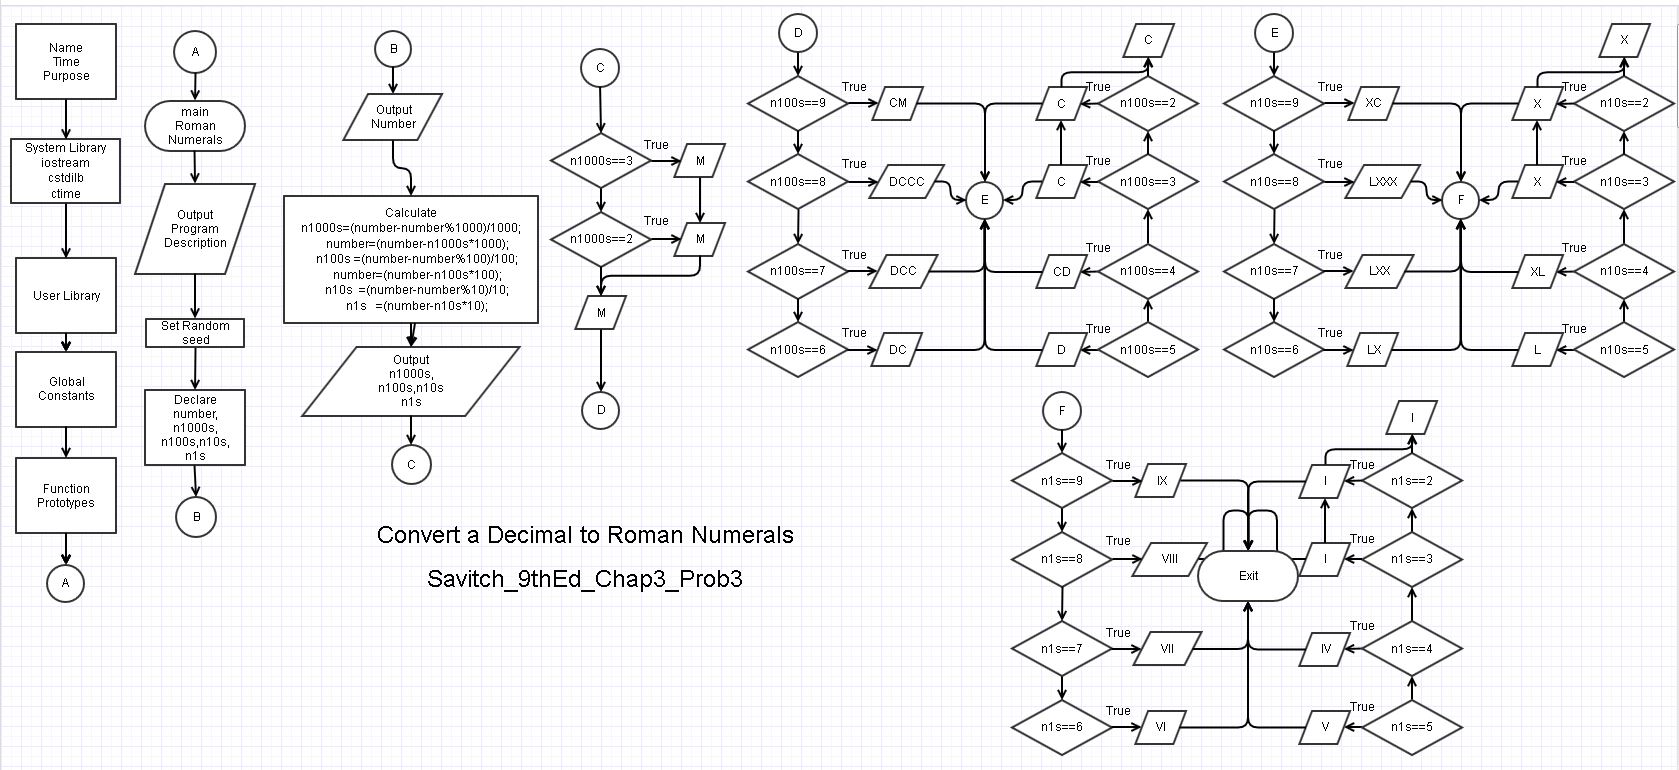 Name
Time
Purpose
System Library
iostream
cstdilb
ctime
User Library
Global
Constants
Function
Prototypes
A
A
main
Roman
Numerals
Output
Program
Description
Set Random
seed
Declare
number,
n1000s,
n100s,n10s,
n1s
B
B
Output
Number
Calculate
n1000s=(number-number%1000)/1000;
number=(number-n1000s*1000);
n100s =(number-number%100)/100;
number=(number-n100s*100);
n10s =(number-number%10)/10;
n1s =(number-n10s*10);
Output
n1000s,
n100s,n10s
n1s
C
C
n1000s==3
True
M
n1000s==2
True
M
M
D
D
n100s==9
True
CM
n100s==8
True
DCCC
n100s==7
True
DCC
n100s==6
True
DC
E
C
C
True
n100s==2
C
True
n100s==3
CD
True
n100s==4
D
True
n100s==5
E
n10s==9
True
XC
n10s==8
True
LXXX
n10s==7
True
LXX
n10s==6
True
LX
F
X
X
True
n10s==2
X
True
n10s==3
XL
True
n10s==4
L
True
n10s==5
F
n1s==9
True
IX
n1s==8
True
VIII
n1s==7
True
VII
n1s==6
True
VI
Exit
I
I
True
n1s==2
I
True
n1s==3
IV
True
n1s==4
V
True
n1s==5
Convert a Decimal to Roman Numerals
Savitch_9thEd_Chap3_Prob3